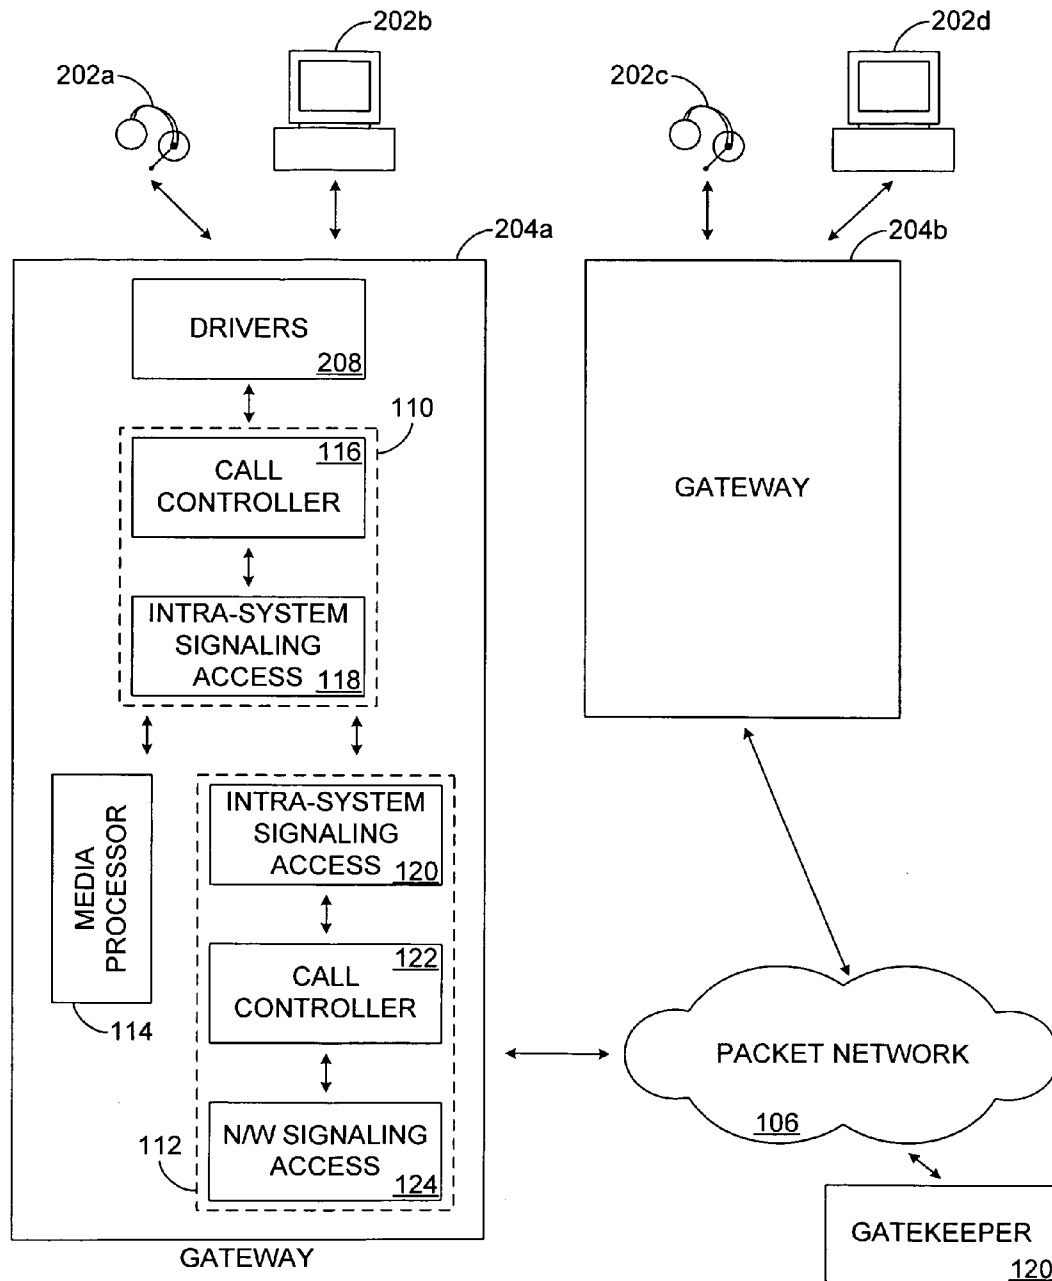 202b
202d
202a
202c
204a
204b
DRIVERS
208
110
116
CALL
CONTROLLER
GATEWAY
INTRA-SYSTEM
SIGNALING
ACCESS 118
MEDIA
PROCESSOR
114
INTRA-SYSTEM
SIGNALING
ACCESS 120
122
CALL
CONTROLLER
PACKET NETWORK
106
112
N/W SIGNALING
ACCESS
124
GATEWAY
GATEKEEPER
120